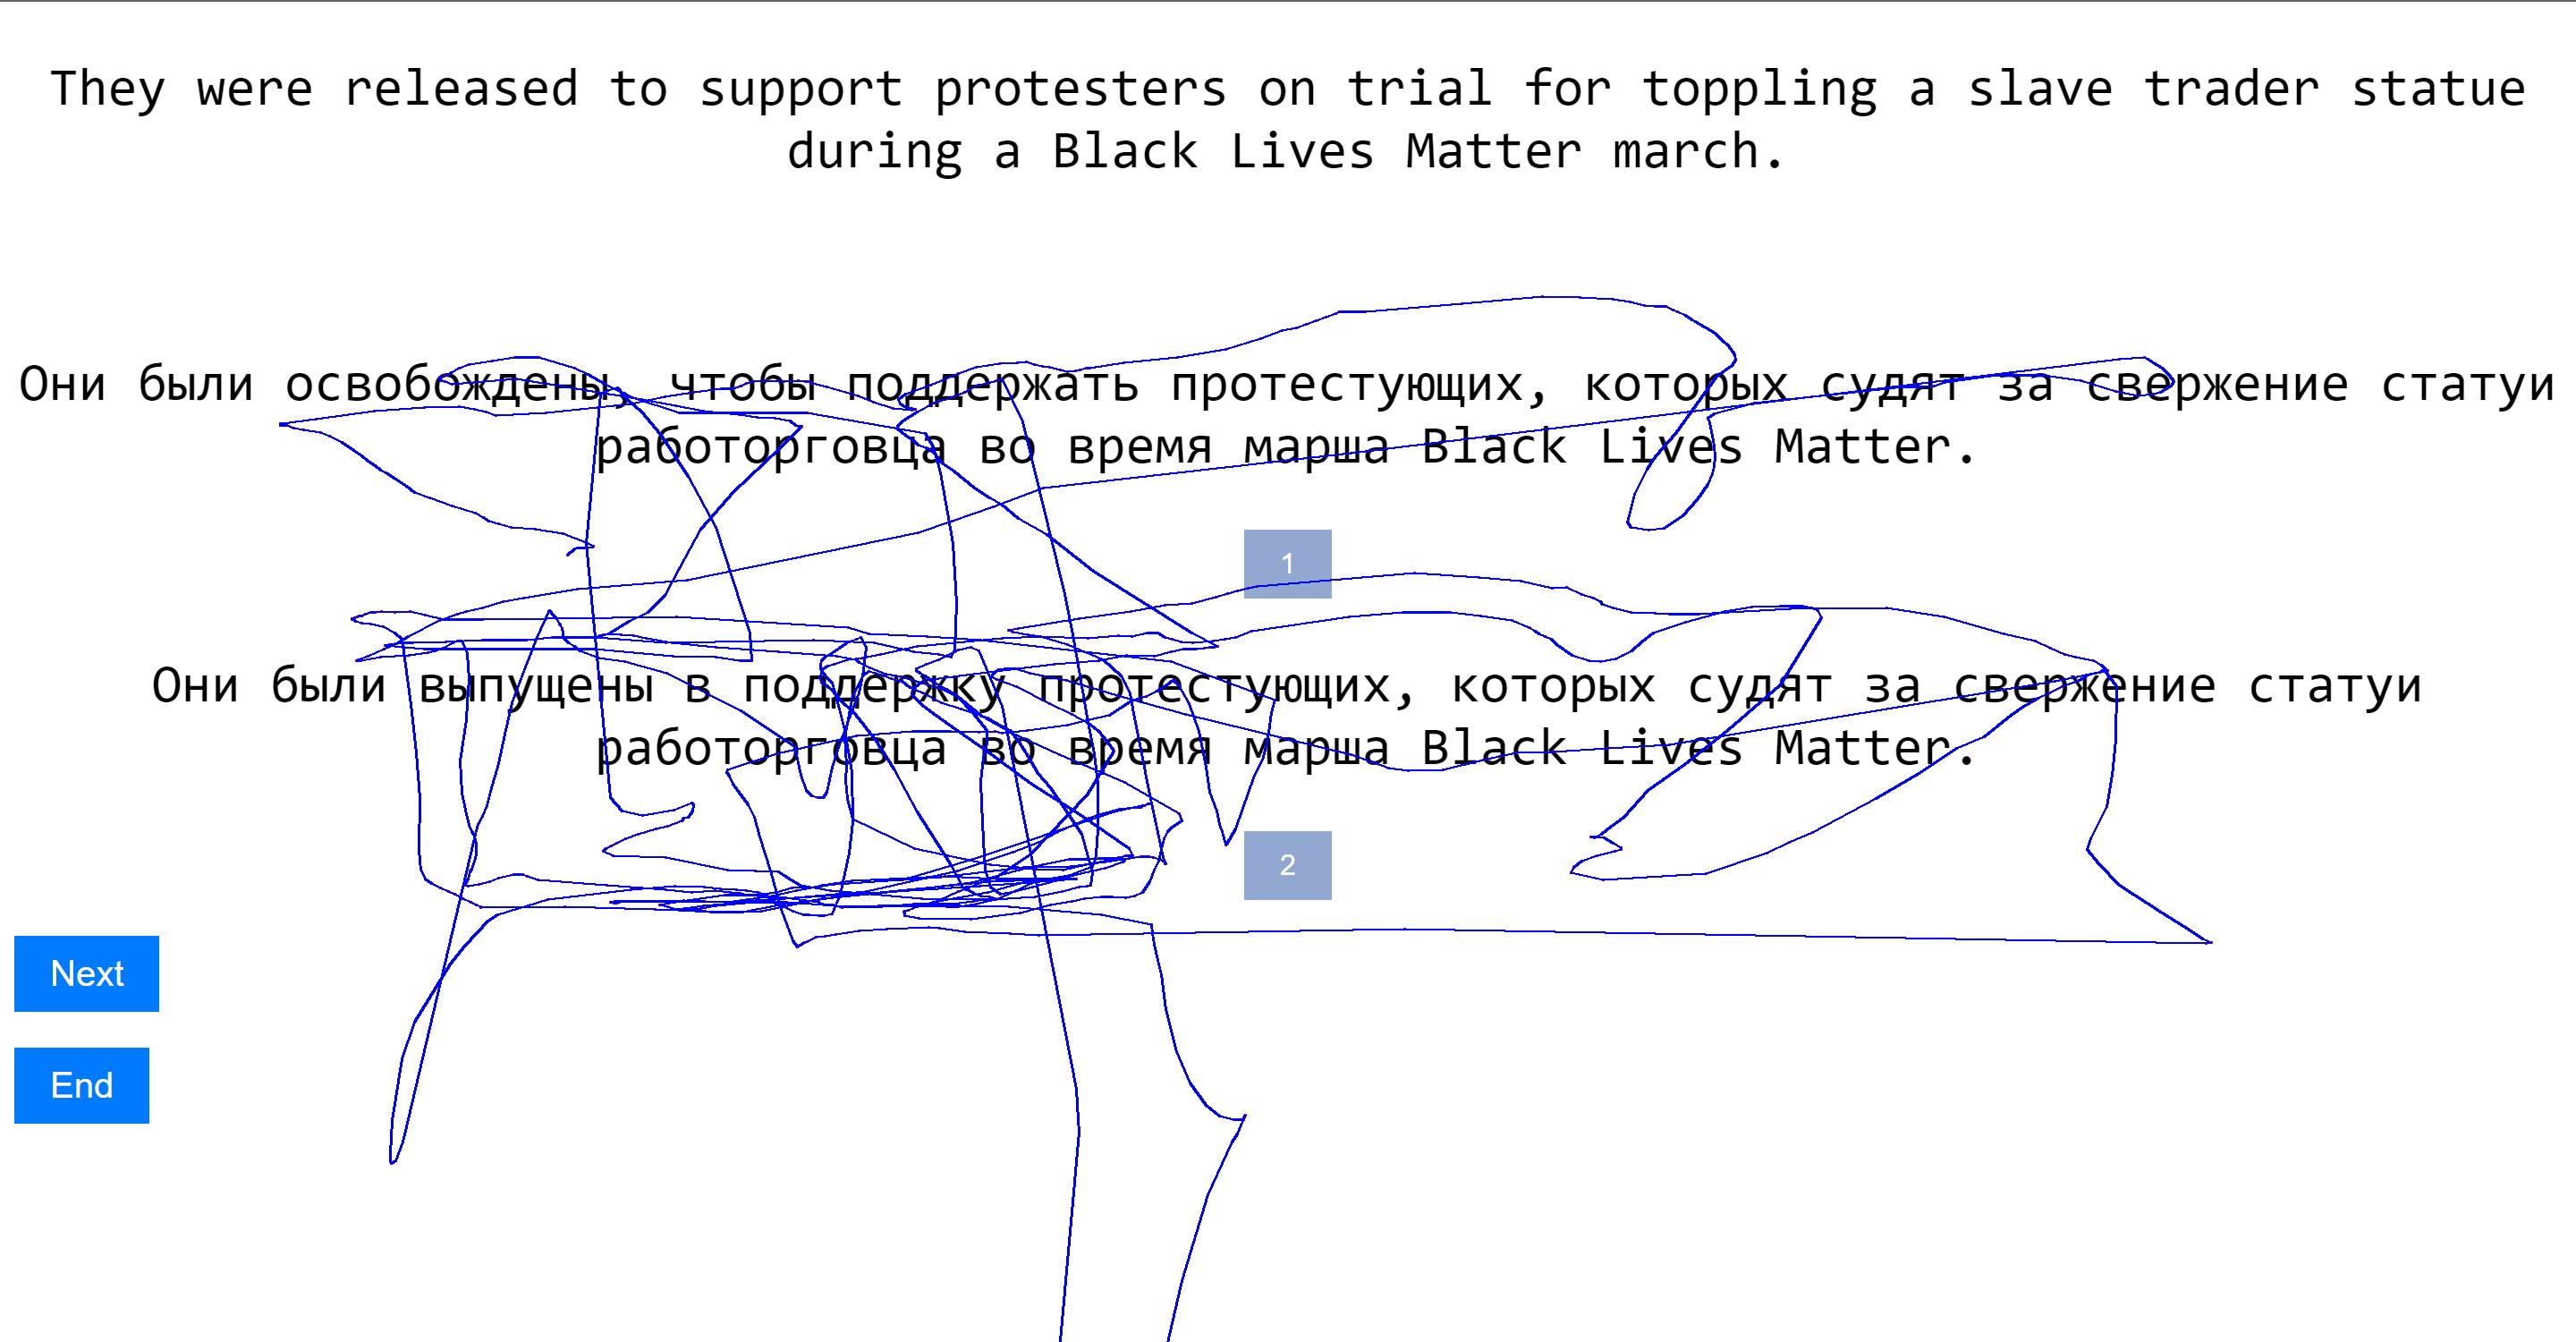 They were released to support protesters on trial for toppling a slave trader statue
during a Black Lives Matter march.
Они были освобождены, чтобы поддержать протестующих, которых судят за свержение статуи
работорговца во время марша Black Lives Matter.
1
Они были выпущены в поддержку протестующих, которых судят за свержение статуи
работорговца во время марша Black Lives Matter.
2
Next
End